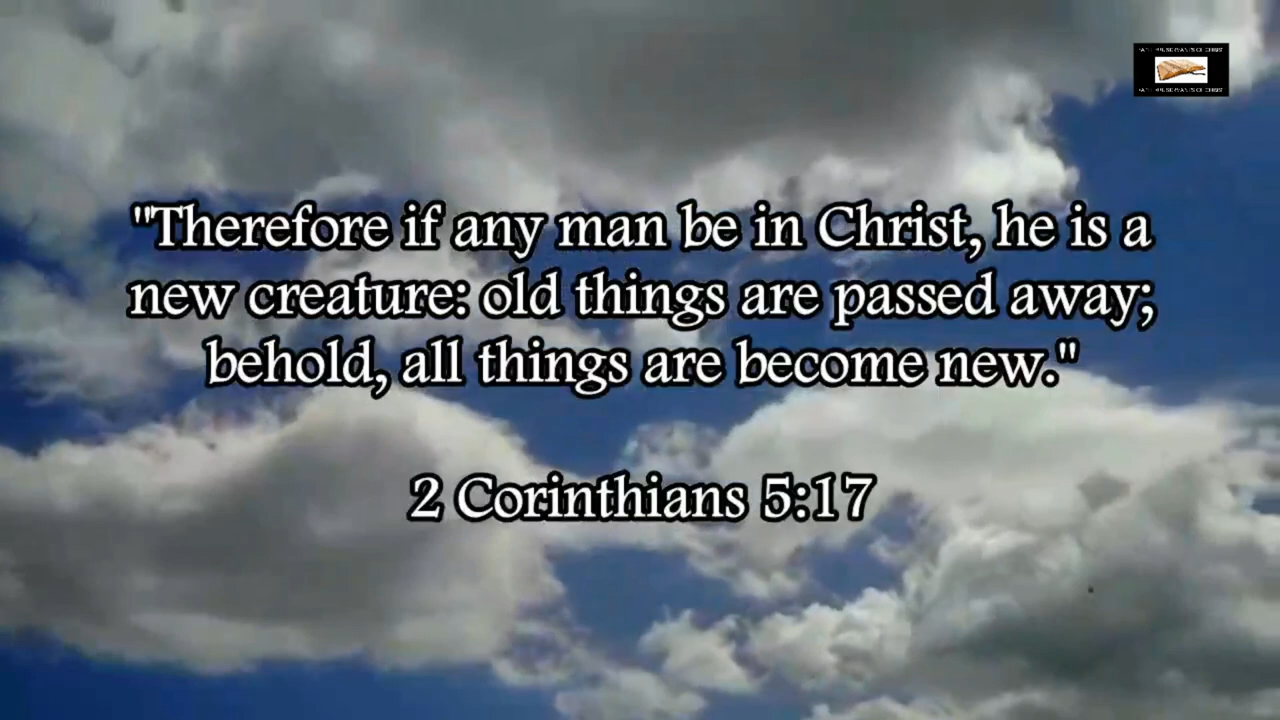 "Therefore if any man be in Christ, he is a
new creature: old things are passed away;
behold, all things are become new."
2 Corinthians 5:17